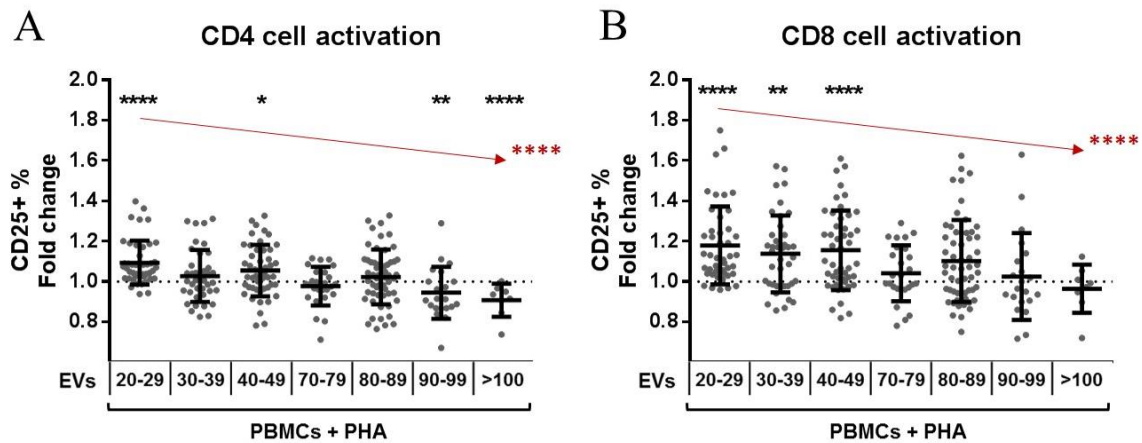 A
CD4 cell activation
CD25+ %
Fold change
2.0
1.8
1.6
1.4
1.2
1.0
0.8
**** * ** ****
****
EVs 20-29 30-39 40-49 70-79 80-89 90-99 >100
PBMCs + PHA
B
CD8 cell activation
CD25+ %
Fold change
2.0
1.8
1.6
1.4
1.2
1.0
0.8
**** ** ****
****
EVs 20-29 30-39 40-49 70-79 80-89 90-99 >100
PBMCs + PHA